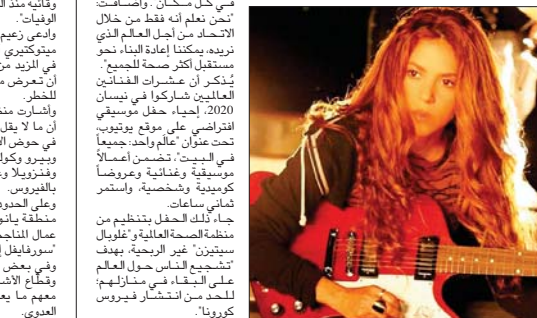 في كل مكان". وأضافت:
"نحن نعلم أنه فقط من خلال
الاتحاد من أجل العالم الذي
نريده، يمكننا إعادة البناء نحو
مستقبل أكثر صحة للجميع".
يُذكر أن عشرات الفنانين
العالميين شاركوا في نيسان
2020، إحياء حفل موسيقي
افتراضي على موقع يوتيوب،
تحت عنوان "عالم واحد: جميعاً
في البيت". تضمن أعمالاً
موسيقية وغنائية وعروضاً
كوميدية وشخصية، واستمر
ثماني ساعات.
جاء ذلك الحفل بتنظيم من
منظمة الصحة العالمية و"غلوبال
سيتيزن" غير الربحية، بهدف
"تشجيع الناس حول العالم
على البقاء في منازلهم؛
للحد من انتشار فيروس
كورونا".
وقائية منذ
الوفيات".
وادعى زعيم
ميتوكتيري
في المزيد من
أن تعرض
للخطر.
وأشارت
أن ما لا يقل
في حوض
وبيرو
وفنزويلا
بالفيروس.
وعلى الحدود
منطقة
عمال المناجم
"سورفايفل
وفي بعض
وقطاع
معهم ما
العدوى.